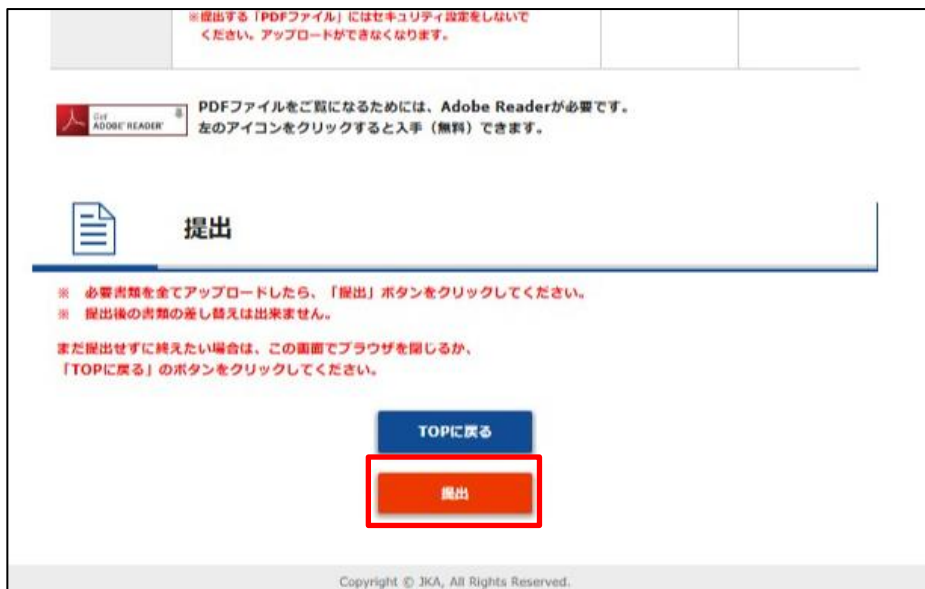 ※提出する「PDFファイル」にはセキュリティ設定をしないで
ください。アップロードができなくなります。
Get
ADOBE® READER®
PDFファイルをご覧になるためには、Adobe Readerが必要です。
左のアイコンをクリックすると入手（無料）できます。
提出
※ 必要書類を全てアップロードしたら、「提出」ボタンをクリックしてください。
※ 提出後の書類の差し替えは出来ません。
まだ提出せずに終えたい場合は、この画面でブラウザを閉じるか、
「TOPに戻る」のボタンをクリックしてください。
TOPに戻る
提出
Copyright © JKA, All Rights Reserved.